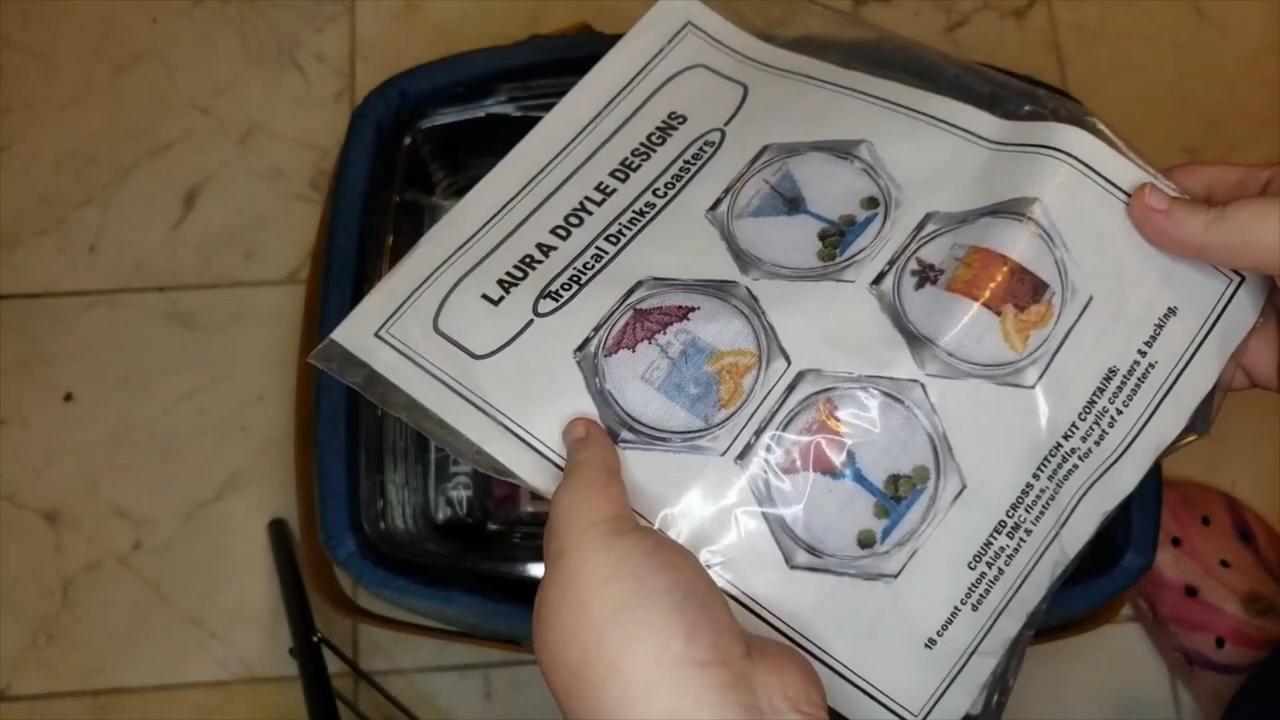 LAURA DOYLE DESIGNS
Tropical Drinks Coasters
COUNTED CROSS STITCH KIT CONTAINS:
18 count cotton Aida, DMC floss, needle, acrylic coasters & backing,
detailed chart & instructions for set of 4 coasters.